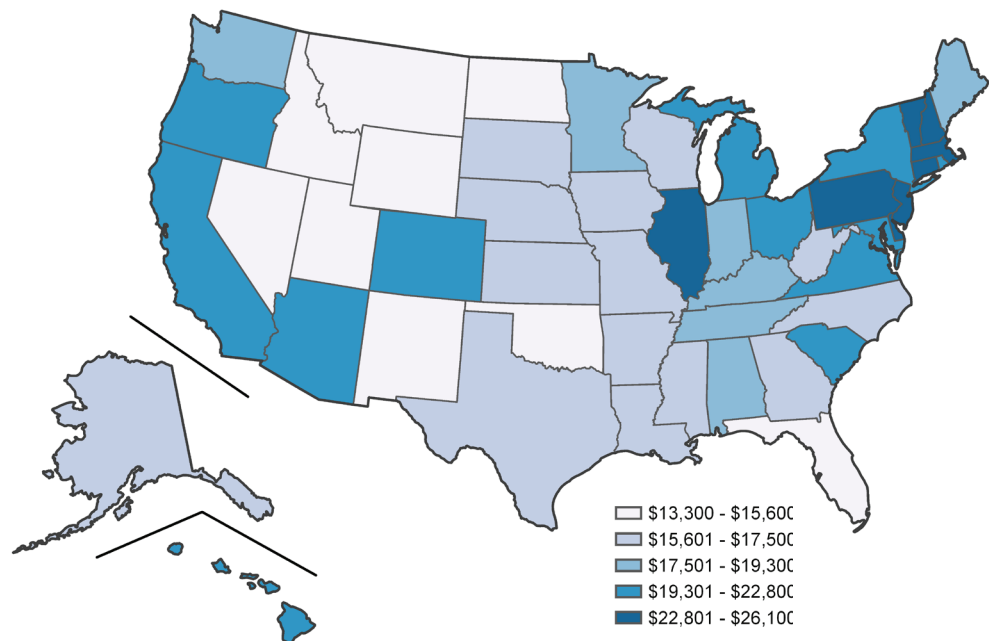 $13,300 - $15,600
$15,601 - $17,500
$17,501 - $19,300
$19,301 - $22,800
$22,801 - $26,100